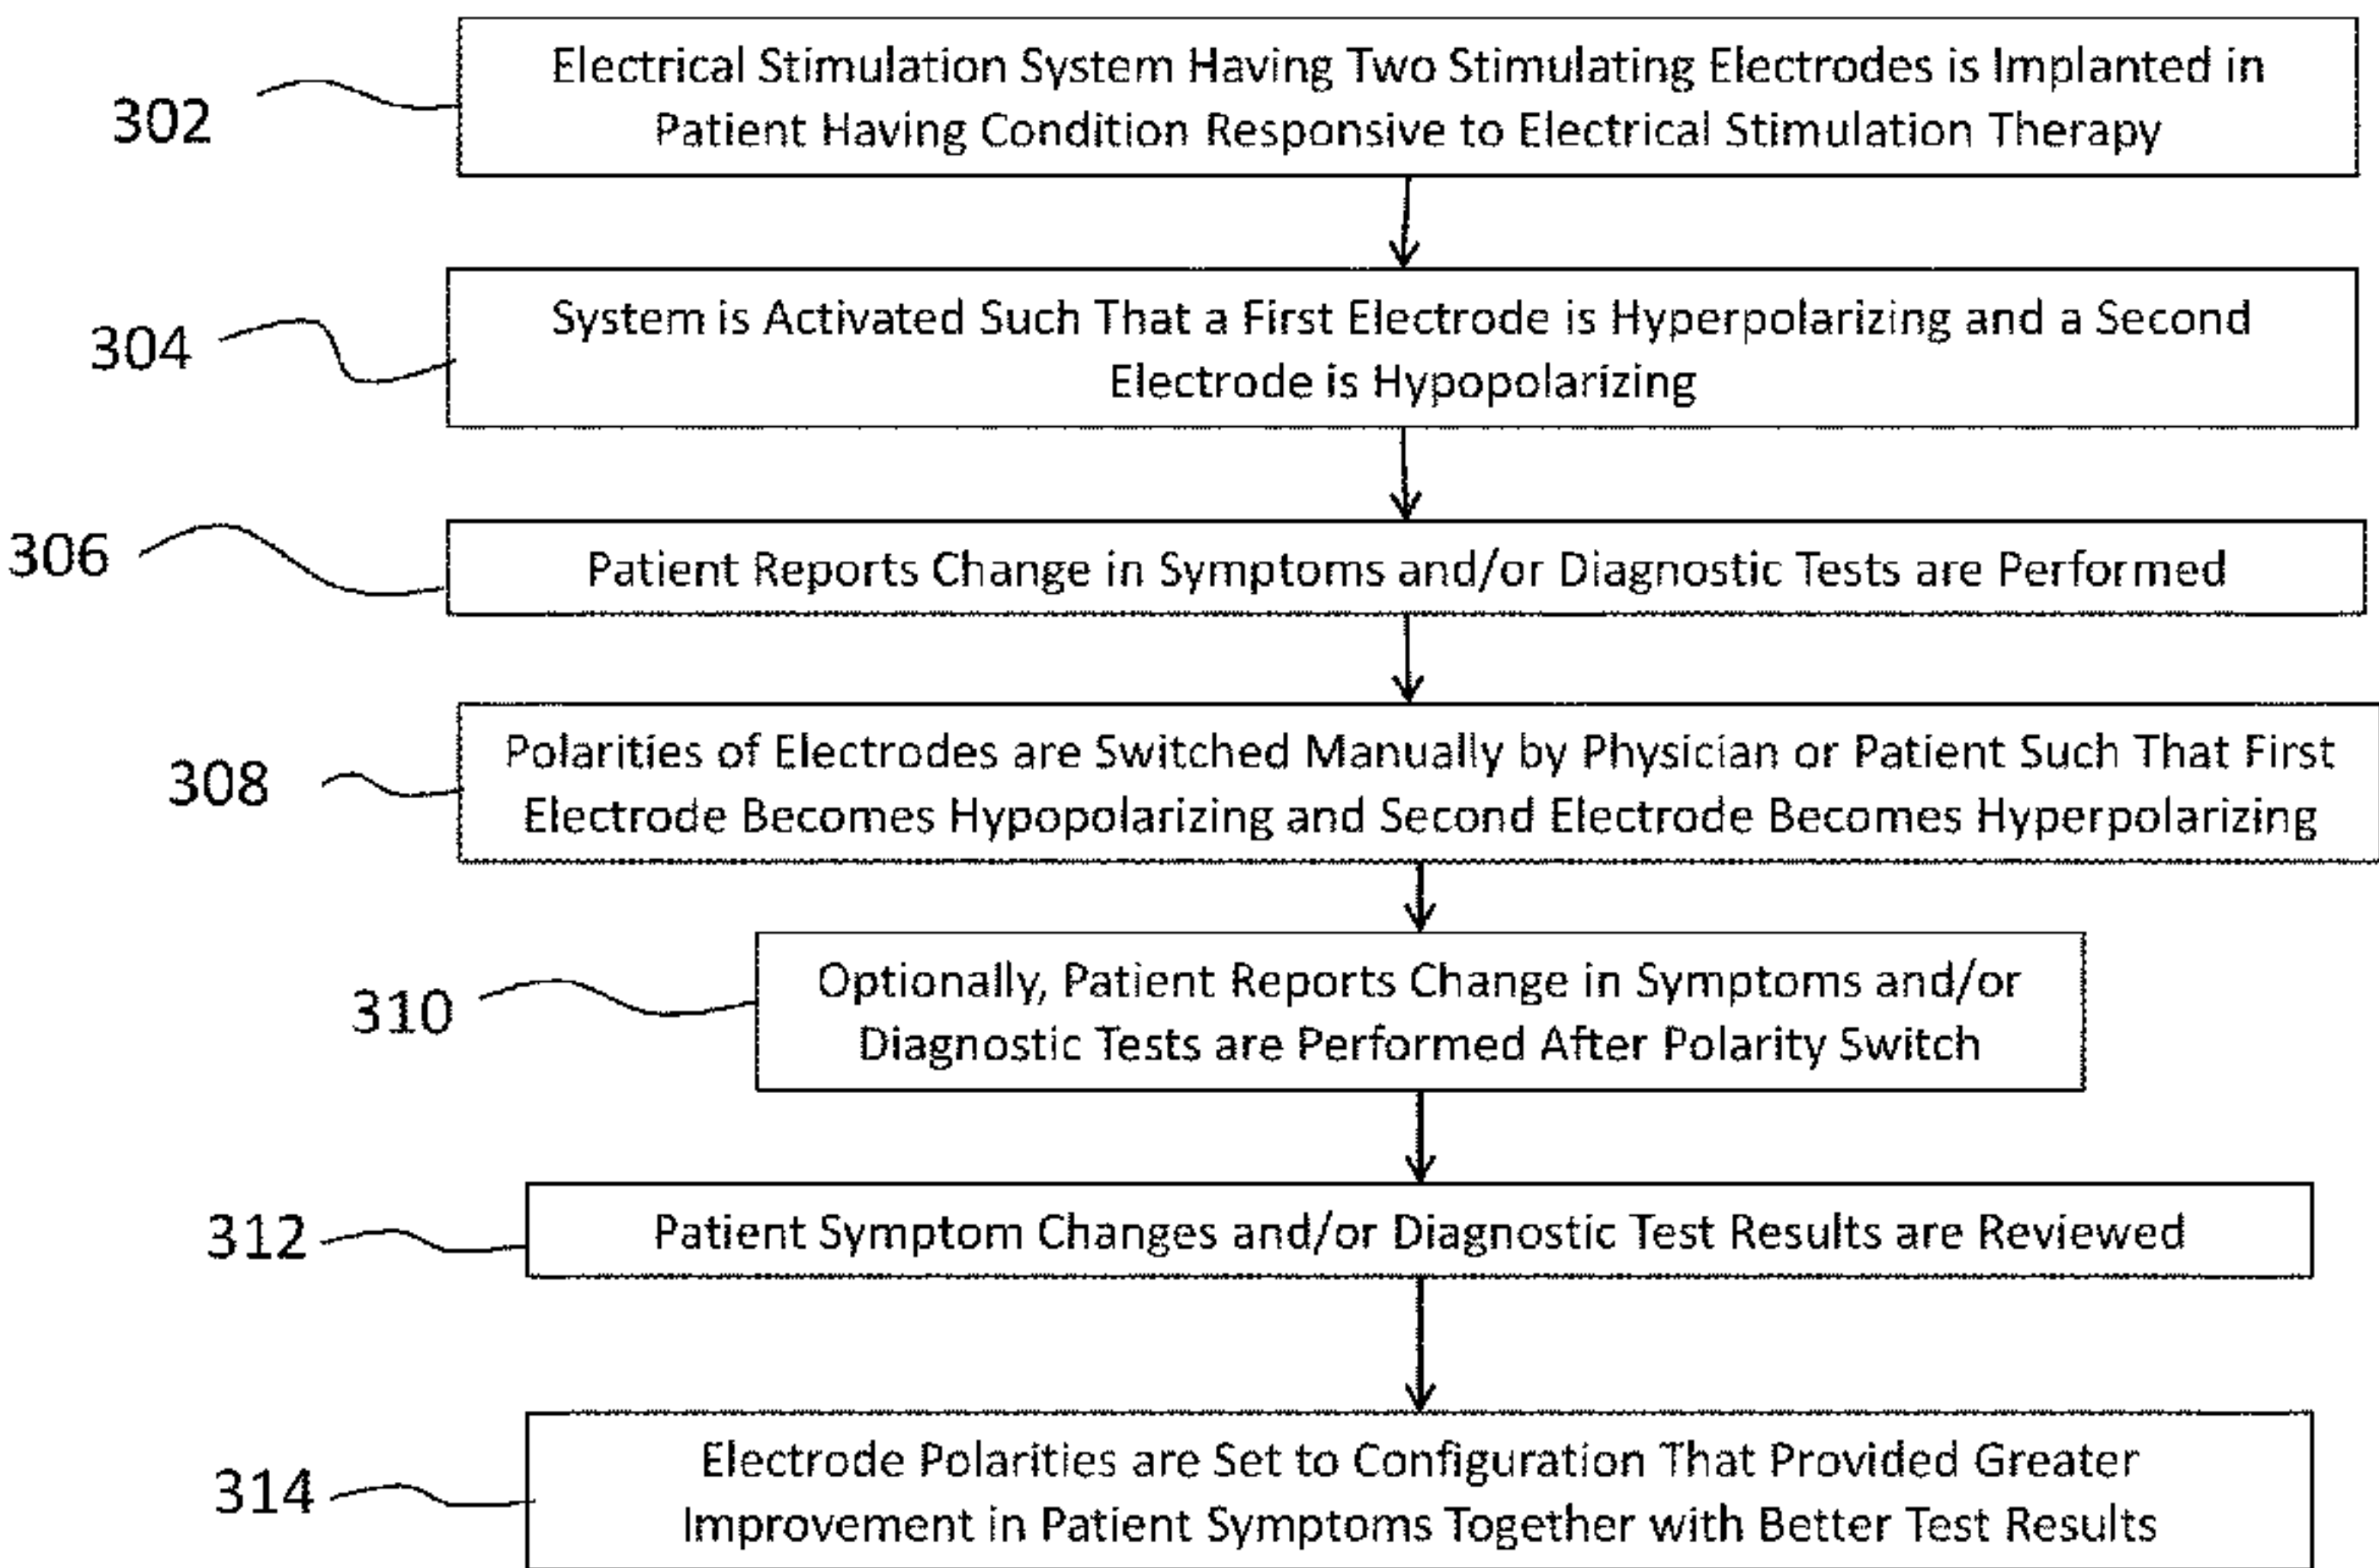 302
Electrical Stimulation System Having Two Stimulating Electrodes is Implanted in
Patient Having Condition Responsive to Electrical Stimulation Therapy
304
System is Activated Such That a First Electrode is Hyperpolarizing and a Second
Electrode is Hypopolarizing
306
Patient Reports Change in Symptoms and/or Diagnostic Tests are Performed
308
Polarities of Electrodes are Switched Manually by Physician or Patient Such That First
Electrode Becomes Hypopolarizing and Second Electrode Becomes Hyperpolarizing
310
Optionally, Patient Reports Change in Symptoms and/or
Diagnostic Tests are Performed After Polarity Switch
312
Patient Symptom Changes and/or Diagnostic Test Results are Reviewed
314
Electrode Polarities are Set to Configuration That Provided Greater
Improvement in Patient Symptoms Together with Better Test Results